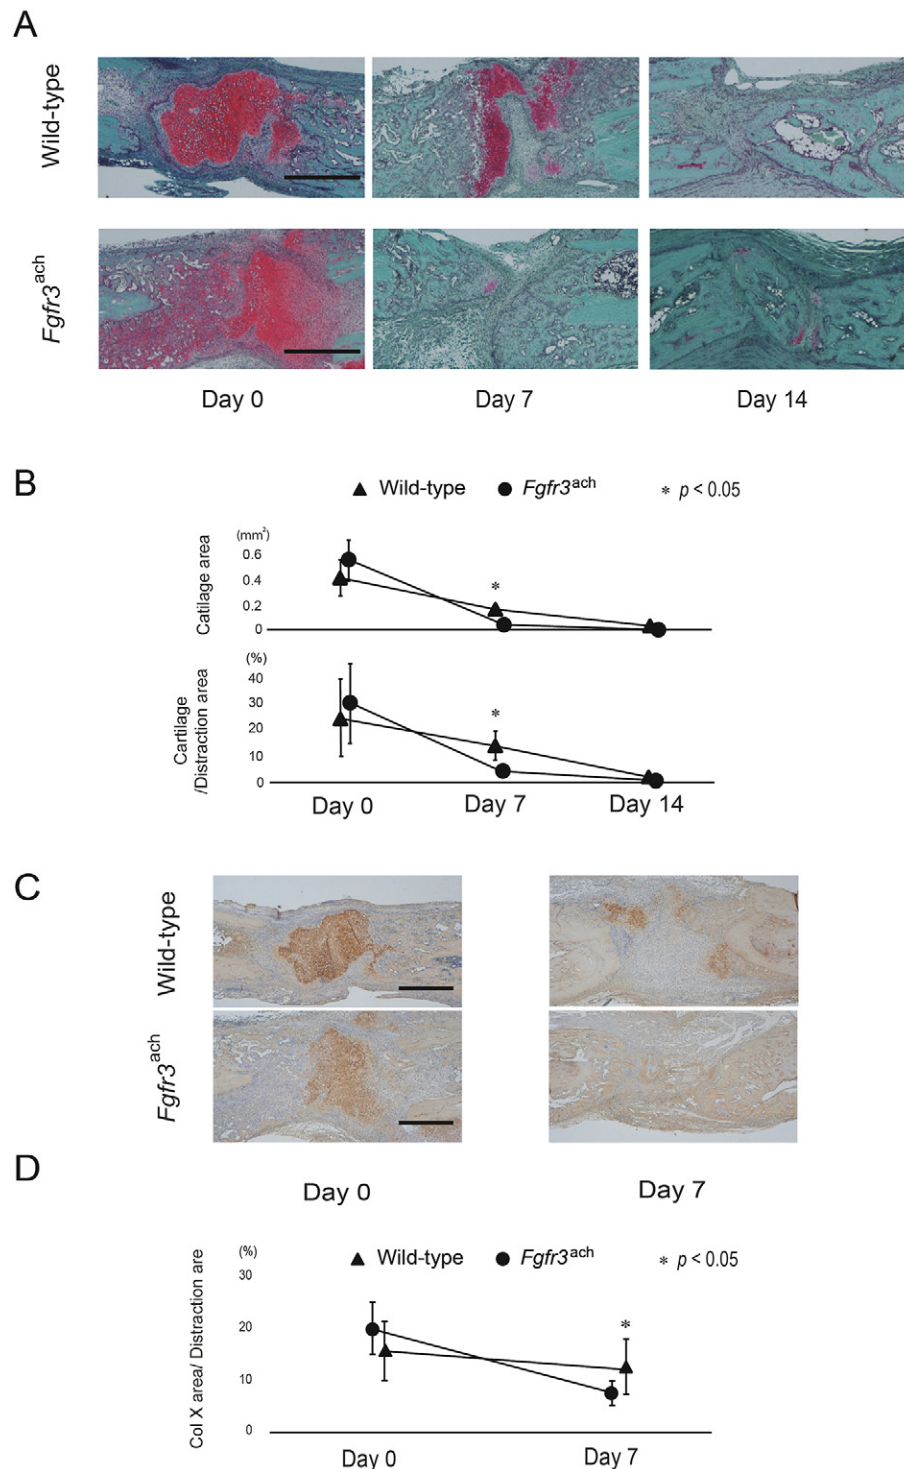 A
Wild-type
Fgfr3ach
Day 0
Day 7
Day 14
B
Wild-type
Fgfr3ach
* p < 0.05
Catilage area
(mm²)
0.6
0.4
0.2
0
*
Cartilage
/Distraction area
(%)
40
30
20
10
0
*
Day 0
Day 7
Day 14
C
Wild-type
Fgfr3ach
Day 0
Day 7
D
Wild-type
Fgfr3ach
* p < 0.05
Col X area/ Distraction are
(%)
30
20
10
0
*
Day 0
Day 7